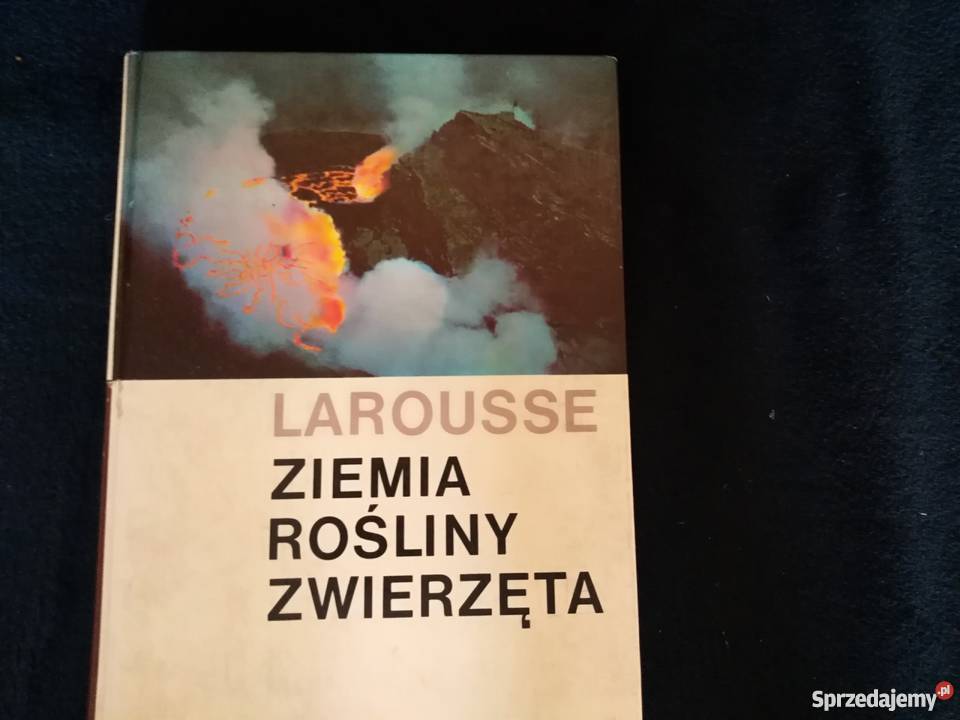 LAROUSSE
ZIEMIA
ROŚLINY
ZWIERZĘTA
Sprzedajemy.pl